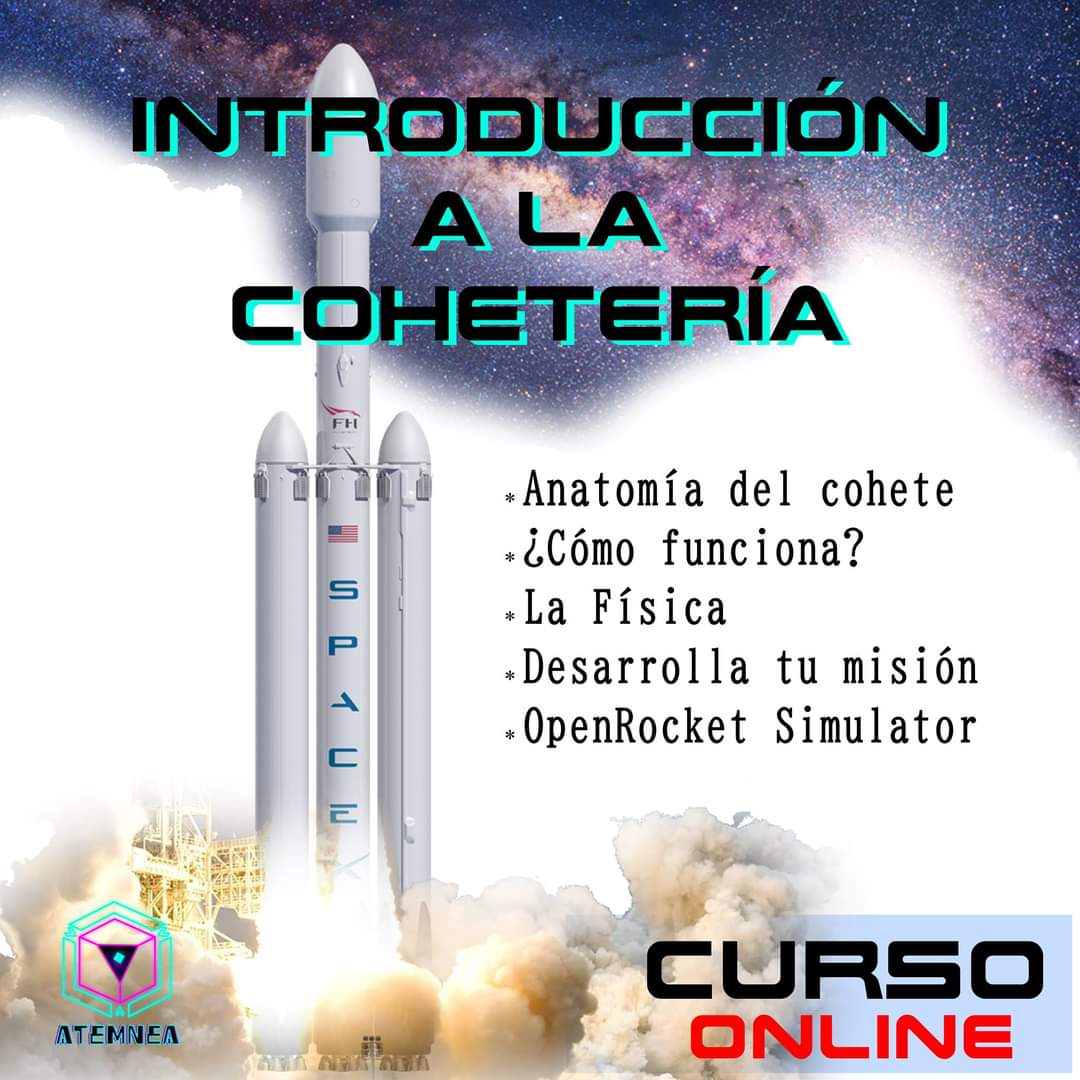 INTRODUCCIÓN
A LA
COHETERÍA
FH
SPACEX
*Anatomía del cohete
*¿Cómo funciona?
*La Física
*Desarrolla tu misión
*OpenRocket Simulator
ATEMNEA
CURSO
ONLINE